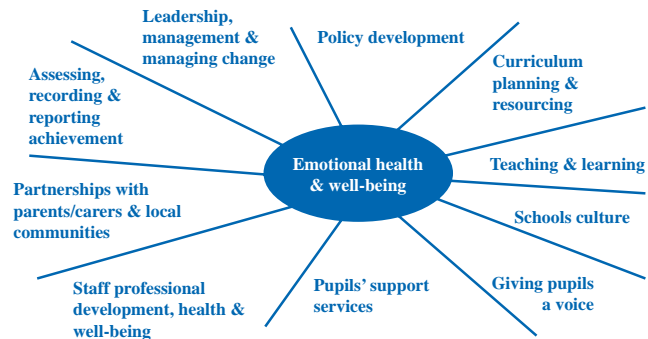 Leadership,
management &
managing change
Policy development
Curriculum
planning &
resourcing
Assessing,
recording &
reporting
achievement
Emotional health
& well-being
Teaching & learning
Partnerships with
parents/carers & local
communities
Schools culture
Staff professional
development, health &
well-being
Pupils' support
services
Giving pupils
a voice